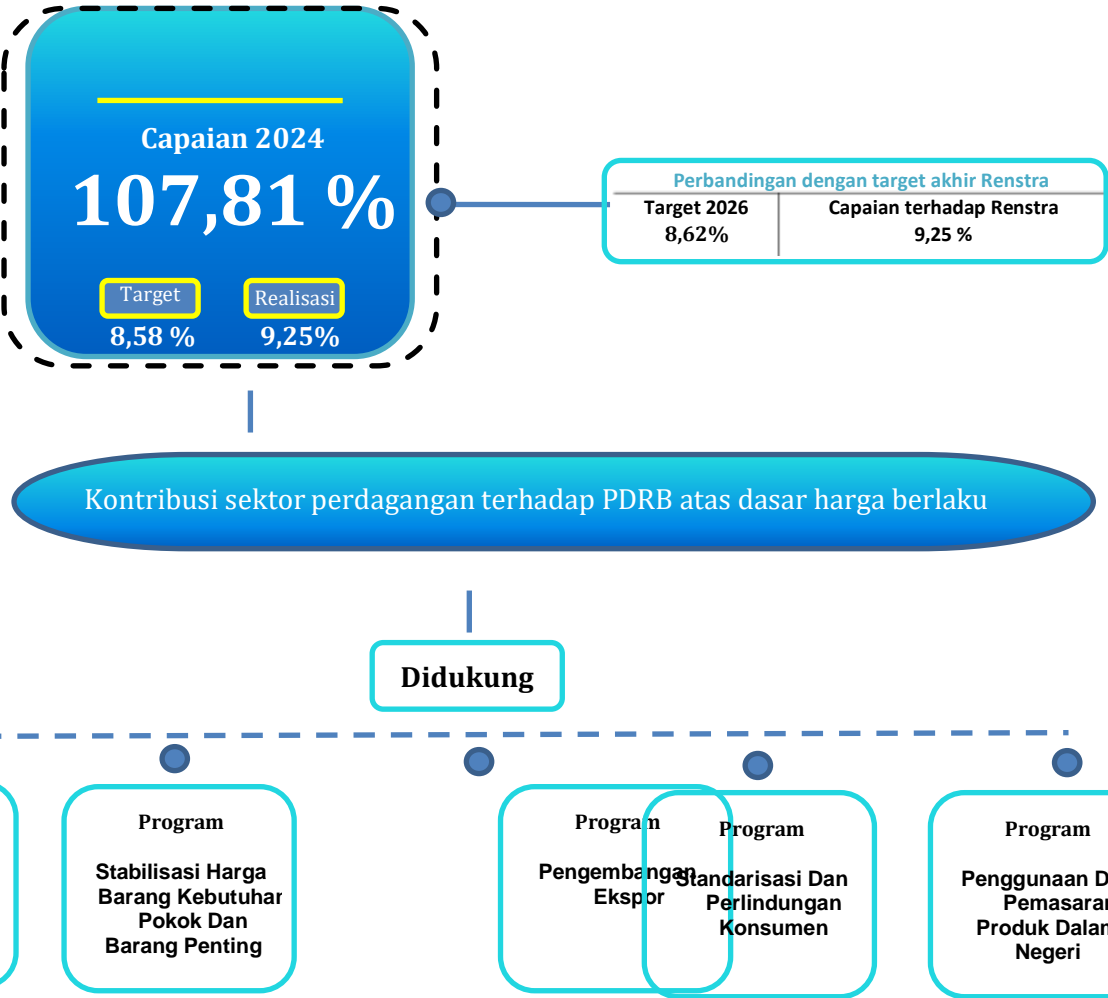 Capaian 2024
107,81 %
Target
Realisasi
8,58 %
9,25%
Perbandingan dengan target akhir Renstra
Target 2026
Capaian terhadap Renstra
8,62%
9,25 %
Kontribusi sektor perdagangan terhadap PDRB atas dasar harga berlaku
Didukung
Program
Stabilisasi Harga
Barang Kebutuhan
Pokok Dan
Barang Penting
Program
Pengembangan
Ekspor
Program
Standarisasi Dan
Perlindungan
Konsumen
Program
Penggunaan
Pemasaran
Produk
Negeri